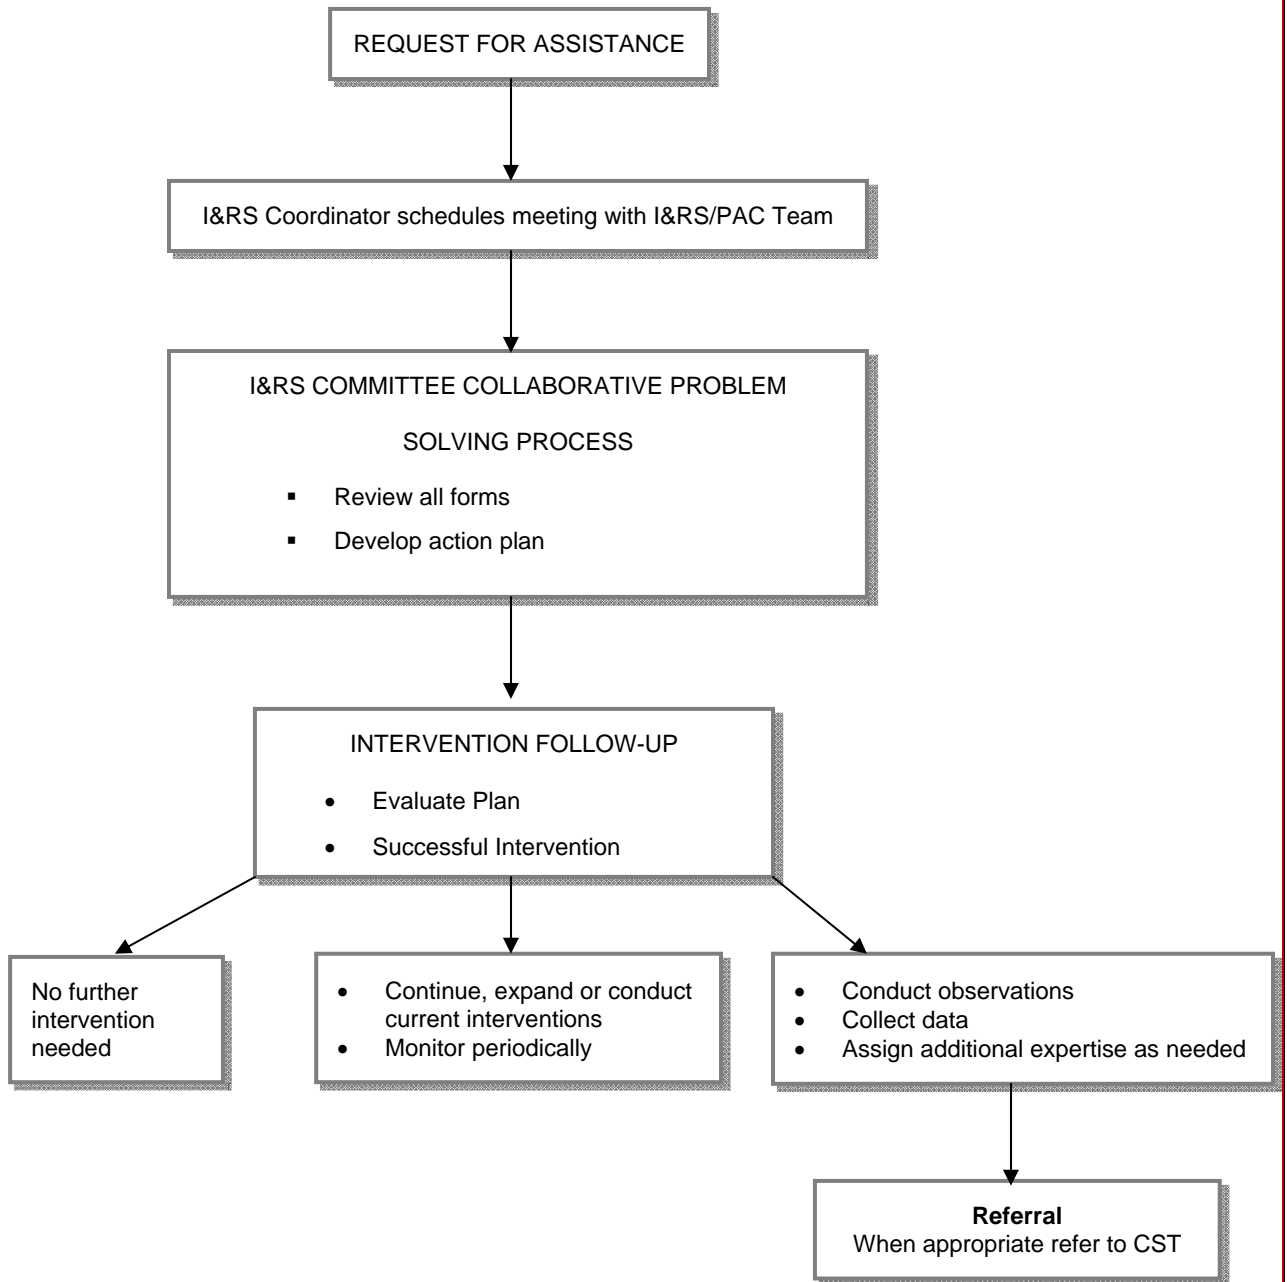 REQUEST FOR ASSISTANCE
I&RS Coordinator schedules meeting with I&RS/PAC Team
I&RS COMMITTEE COLLABORATIVE PROBLEM
SOLVING PROCESS
▪ Review all forms
▪ Develop action plan
INTERVENTION FOLLOW-UP
• Evaluate Plan
• Successful Intervention
No further
intervention
needed
• Continue, expand or conduct
current interventions
• Monitor periodically
• Conduct observations
• Collect data
• Assign additional expertise as needed
Referral
When appropriate refer to CST